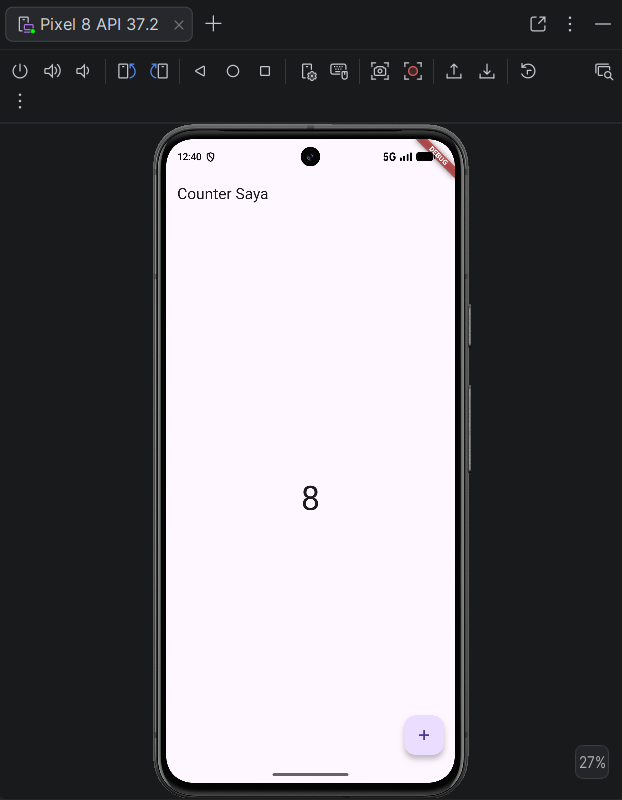 Pixel 8 API 37.2
12:40
5G
DEBUG
Counter Saya
8
+
27%